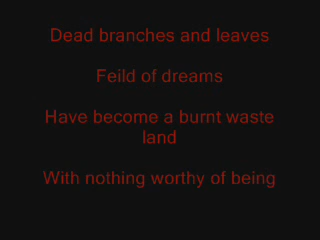 Dead branches and leaves
Feild of dreams
Have become a burnt waste
land
With nothing worthy of being